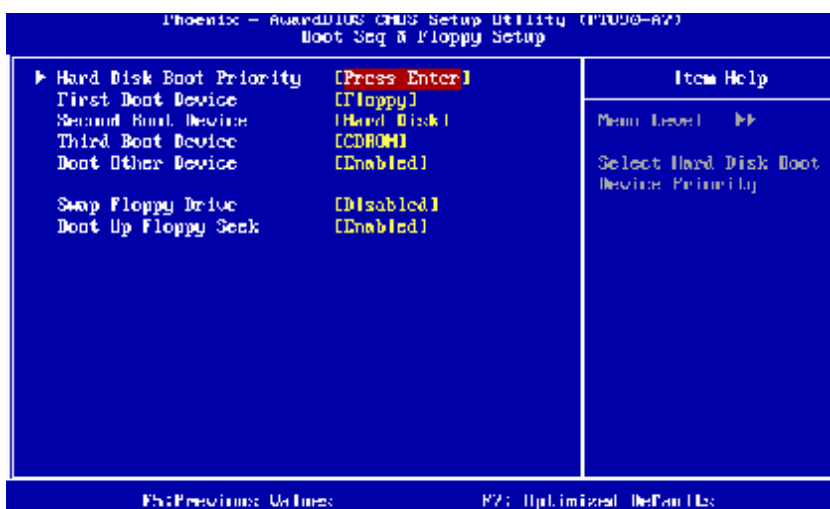 Phoenix - AwardBIOS CMOS Setup Utility
Boot Seq & Floppy Setup
Hard Disk Boot Priority [Press Enter]
First Boot Device [Floppy]
Second Boot Device [Hard Disk]
Third Boot Device [CDROM]
Boot Other Device [Enabled]
Swap Floppy Drive [Disabled]
Boot Up Floppy Seek [Enabled]
Item Help
Menu Level
Select Hard Disk Boot
Device Priority
F5:Previous Values F7: Optimized Defaults